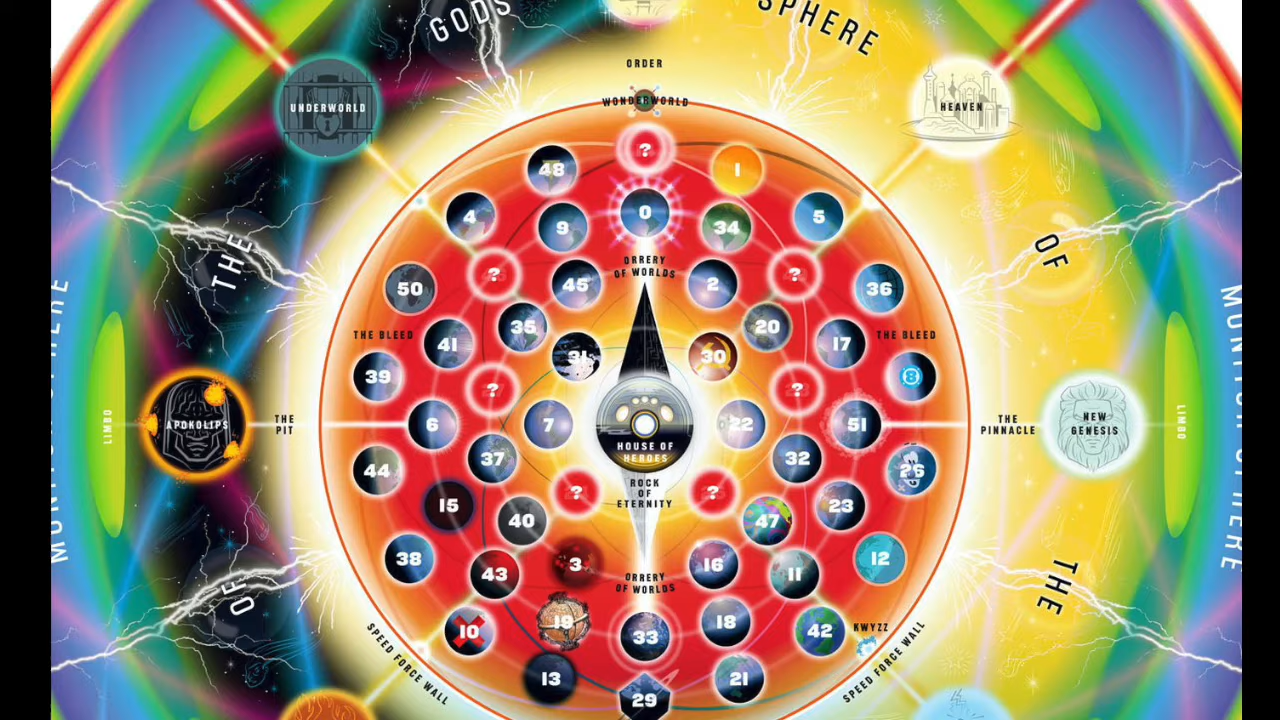 GODS
SPHERE
ORDER
WONDERWORLD
UNDERWORLD
HEAVEN
?
48
1
4
9
0
34
5
ORRERY
OF WORLDS
THE
OF
?
?
50
45
2
36
35
20
THE BLEED
THE BLEED
41
17
31
30
39
8
?
?
MONITOR SPHERE
LIMBO
APOKOLIPS
THE
PIT
6
7
22
51
THE
PINNACLE
NEW
GENESIS
LIMBO
HOUSE OF
HEROES
44
37
32
26
ROCK
OF
ETERNITY
?
?
15
40
47
23
38
43
3
ORRERY
OF WORLDS
16
11
12
OF
THE
10
19
33
18
42
KWYZZ
SPEED FORCE WALL
SPEED FORCE WALL
13
29
21